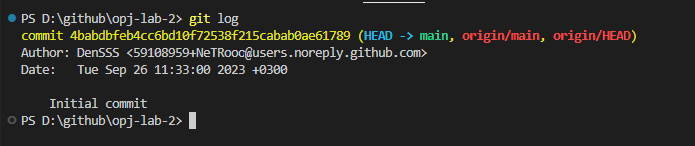 PS D:\github\opj-lab-2> git log
commit 4babdbfeb4cc6bd10f72538f215cabab0ae61789 (HEAD -> main, origin/main, origin/HEAD)
Author: DenSSS <59108959+NeTRooo@users.noreply.github.com>
Date:   Tue Sep 26 11:33:00 2023 +0300
    Initial commit
PS D:\github\opj-lab-2>